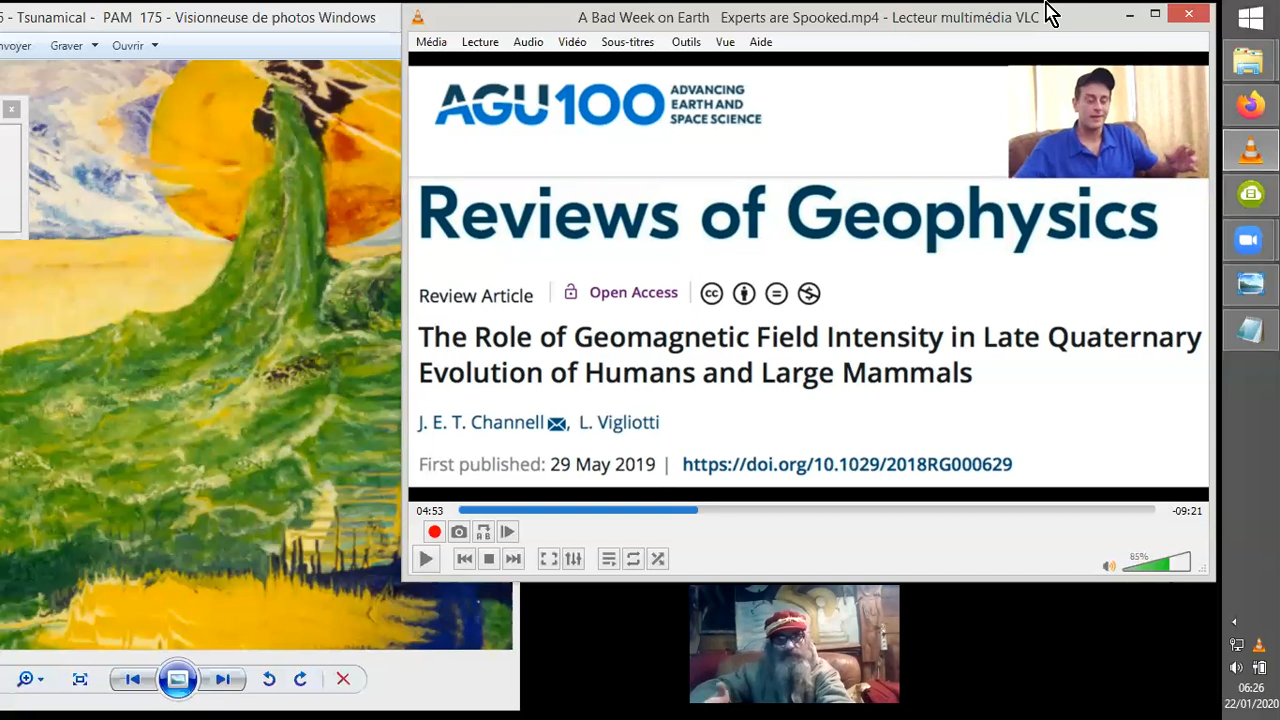 - Tsunamical - PAM 175 - Visionneuse de photos Windows
nvoyer Graver Ouvrir
A Bad Week on Earth Experts are Spooked.mp4 - Lecteur multimédia VLC
Média Lecture Audio Vidéo Sous-titres Outils Vue Aide
AGU100 ADVANCING
EARTH AND
SPACE SCIENCE
Reviews of Geophysics
Review Article Open Access cc
The Role of Geomagnetic Field Intensity in Late Quaternary
Evolution of Humans and Large Mammals
J. E. T. Channell, L. Vigliotti
First published: 29 May 2019 | https://doi.org/10.1029/2018RG000629
04:53 -09:21
85%
06:26
22/01/2020